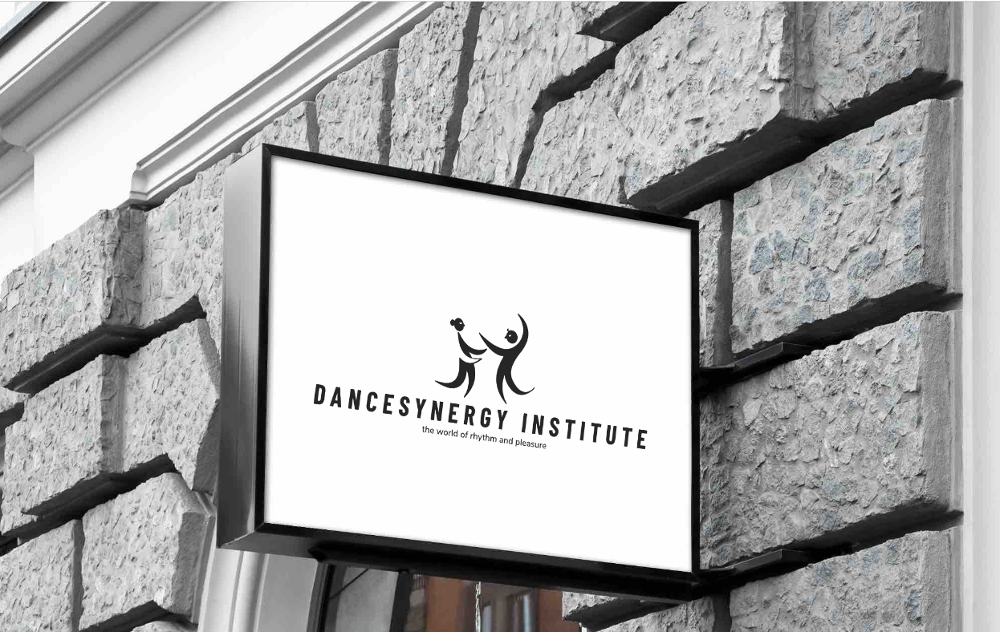 DANCESYNERGY INSTITUTE
the world of rhythm and pleasure